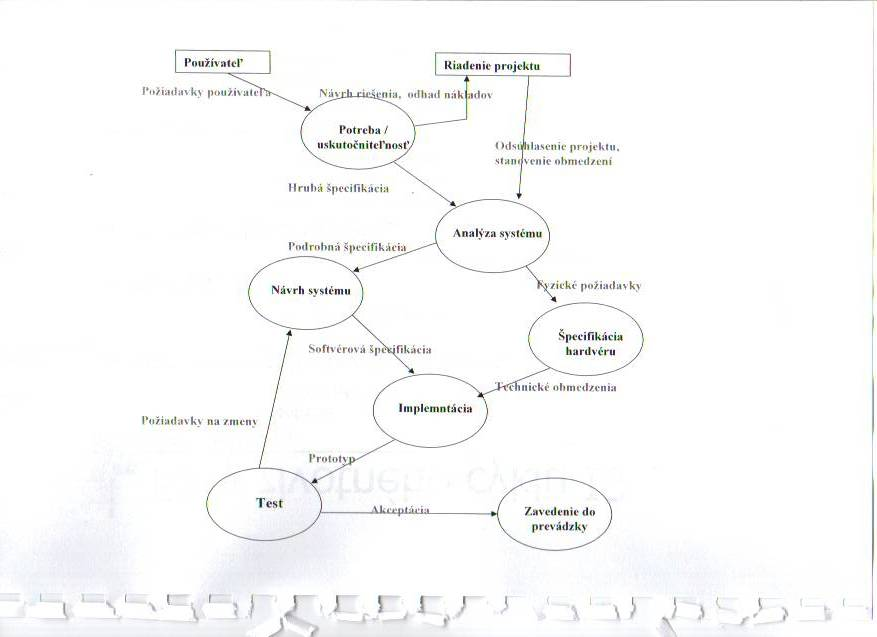 Používateľ
Riadenie projektu
Požiadavky používateľa
Návrh riešenia, odhad nákladov
Potreba /
uskutočniteľnosť
Odsúhlasenie projektu,
stanovenie obmedzení
Hrubá špecifikácia
Analýza systému
Podrobná špecifikácia
Návrh systému
Fyzické požiadavky
Špecifikácia
hardvéru
Softvérová špecifikácia
Technické obmedzenia
Implemntácia
Požiadavky na zmeny
Prototyp
Test
Akceptácia
Zavedenie do
prevádzky